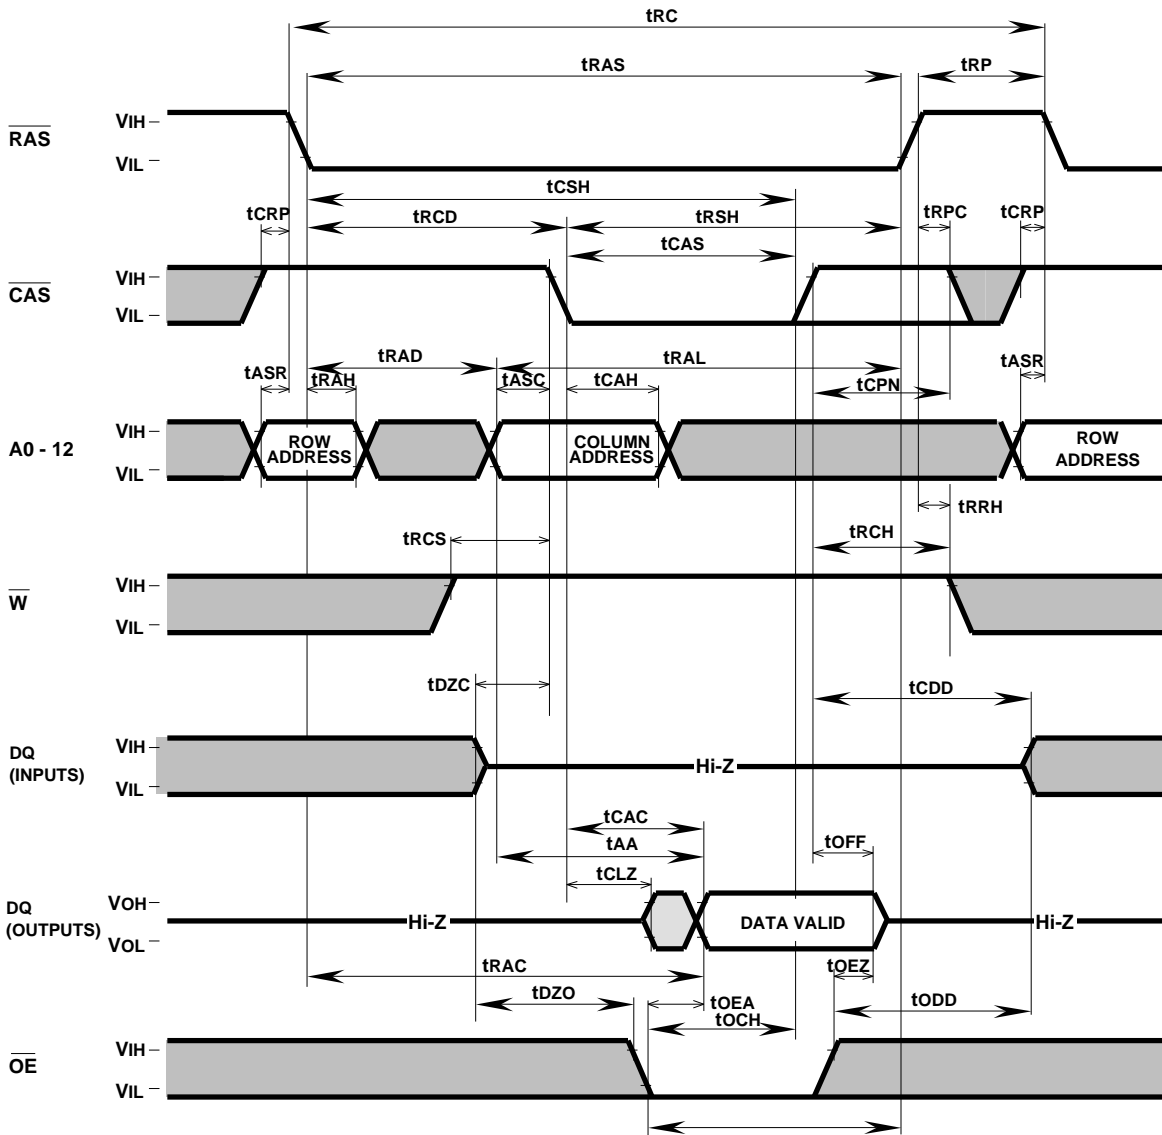 tRC
tRAS
tRP
RAS
VIH
VIL
tCSH
tCRP
tRCD
tRSH
tRPC
tCRP
tCAS
CAS
VIH
VIL
tRAD
tRAL
tASR
tRAH
tASC
tCAH
tCPN
tASR
A0 - 12
VIH
VIL
ROW
ADDRESS
COLUMN
ADDRESS
ROW
ADDRESS
tRRH
tRCS
tRCH
W
VIH
VIL
tDZC
tCDD
DQ
(INPUTS)
VIH
VIL
Hi-Z
tCAC
tAA
tOFF
tCLZ
DQ
(OUTPUTS)
VOH
VOL
Hi-Z
DATA VALID
Hi-Z
tRAC
tOEZ
tDZO
tOEA
tODD
tOCH
OE
VIH
VIL